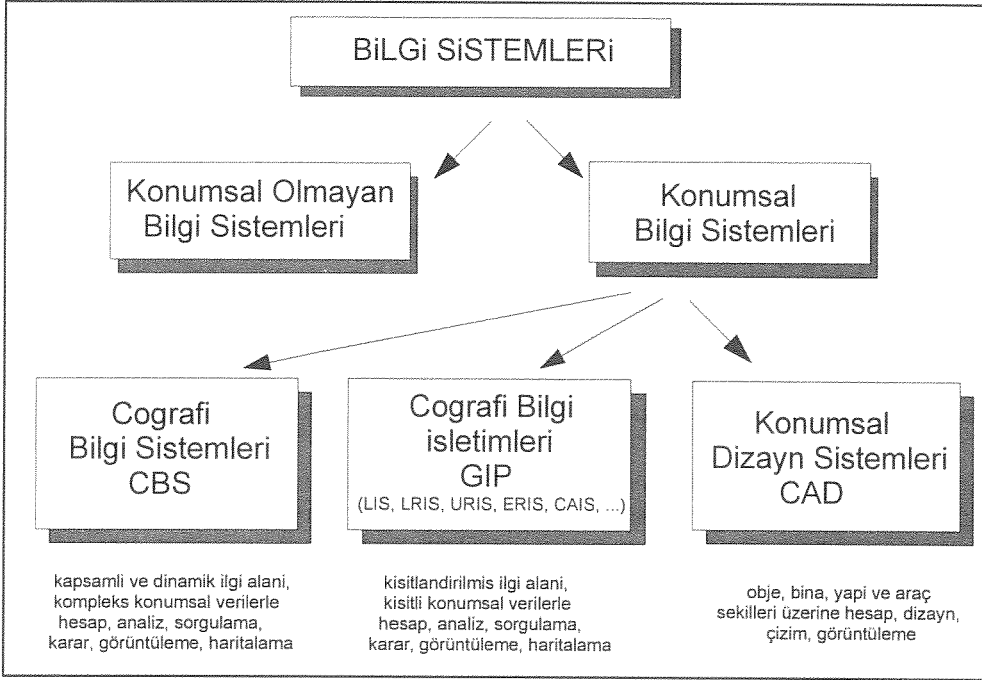 BiLGi SiSTEMLERi
Konumsal Olmayan
Bilgi Sistemleri
Konumsal
Bilgi Sistemleri
Cografi
Bilgi Sistemleri
CBS
Cografi Bilgi
isletimleri
GIP
(LIS, LRIS, URIS, ERIS, CAIS, ...)
Konumsal
Dizayn Sistemleri
CAD
kapsamli ve dinamik ilgi alani,
kompleks konumsal verilerle
hesap, analiz, sorgulama,
karar, görüntüleme, haritalama
kisitlandirilmis ilgi alani,
kisitli konumsal verilerle
hesap, analiz, sorgulama,
karar, görüntüleme, haritalama
obje, bina, yapi ve araç
sekilleri üzerine hesap, dizayn,
çizim, görüntüleme